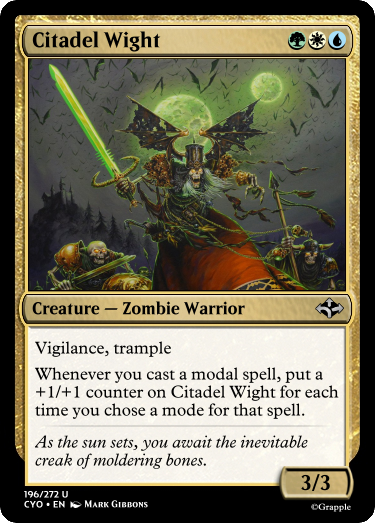 Citadel Wight
Creature — Zombie Warrior
Vigilance, trample
Whenever you cast a modal spell, put a
+1/+1 counter on Citadel Wight for each
time you chose a mode for that spell.
As the sun sets, you await the inevitable
creak of moldering bones.
3/3
196/272 U
CYO • EN Mark Gibbons
©Grapple